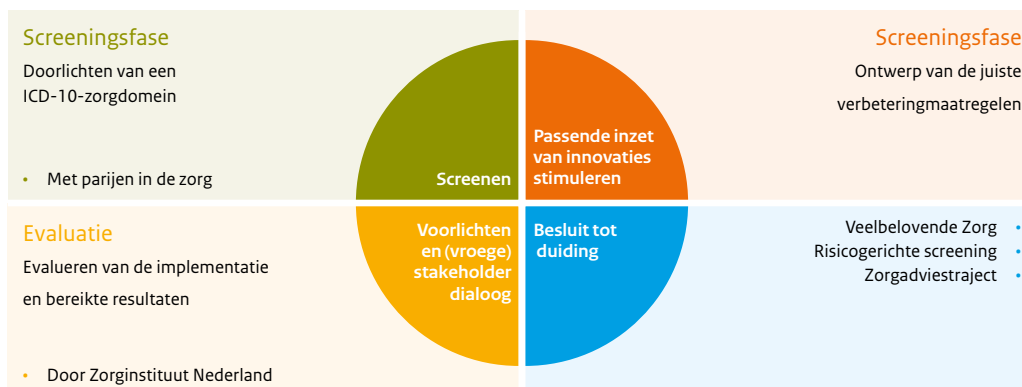 Screeningsfase
Doorlichten van een
ICD-10-zorgdomein
• Met parijen in de zorg
Screenen
Screeningsfase
Ontwerp van de juiste
verbeteringmaatregelen
Passende inzet
van innovaties
stimuleren
Evaluatie
Evalueren van de implementatie
en bereikte resultaten
• Door Zorginstituut Nederland
Voorlichten
en (vroege)
stakeholder
dialoog
Besluit tot
duiding
Veelbelovende Zorg •
Risicogerichte screening •
Zorgadviestraject •